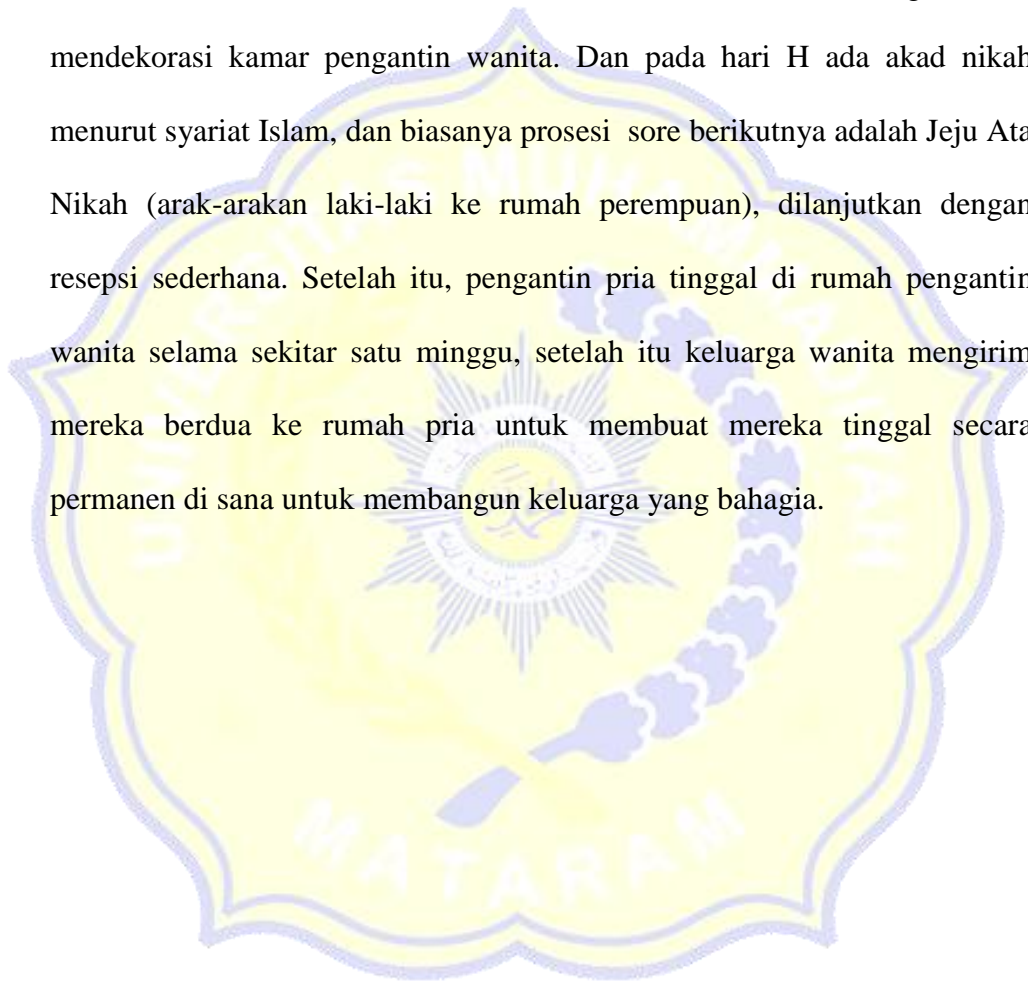 mendekorasi kamar pengantin wanita. Dan pada hari H ada akad nikah
menurut syariat Islam, dan biasanya prosesi sore berikutnya adalah Jeju Ata
Nikah (arak-arakan laki-laki ke rumah perempuan), dilanjutkan dengan
resepsi sederhana. Setelah itu, pengantin pria tinggal di rumah pengantin
wanita selama sekitar satu minggu, setelah itu keluarga wanita mengirim
mereka berdua ke rumah pria untuk membuat mereka tinggal secara
permanen di sana untuk membangun keluarga yang bahagia.
UNIVERSITAS MUHAMMADIYAH
MATARAM